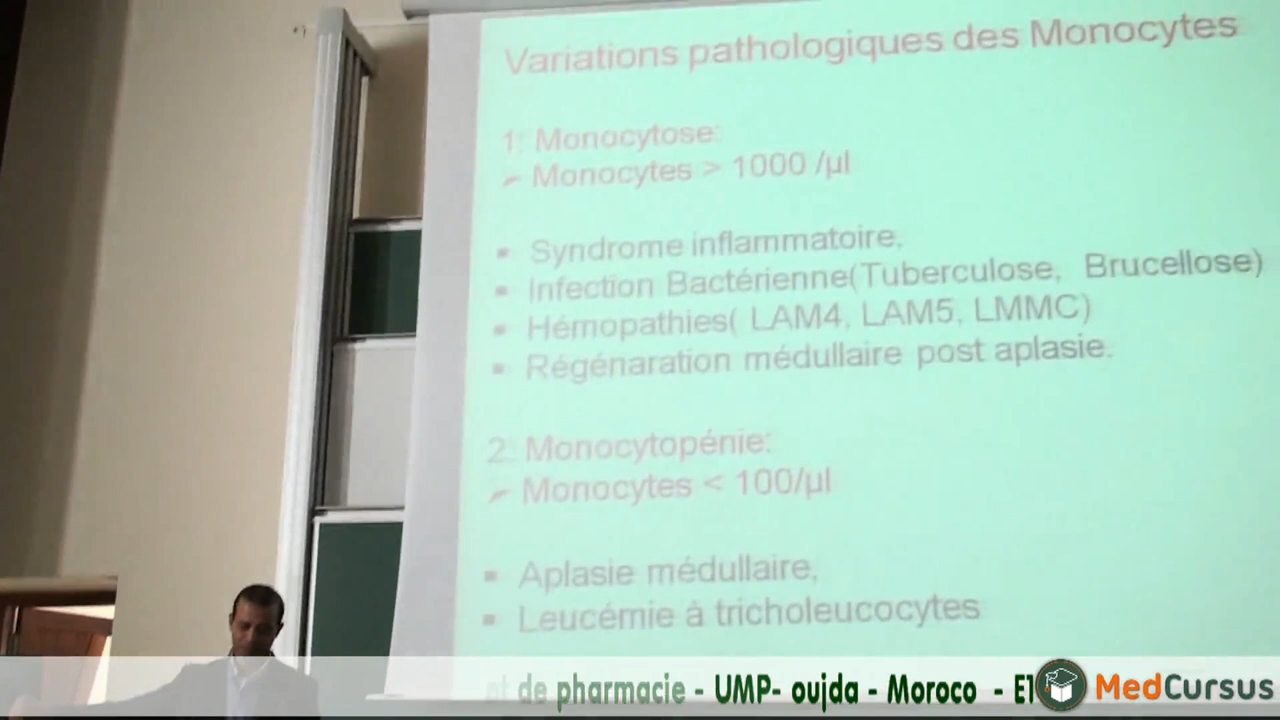 Variations pathologiques des Monocytes
1: Monocytose:
Monocytes > 1000 /µl
Syndrome inflammatoire,
Infection Bactérienne(Tuberculose, Brucellose)
Hémopathies( LAM4, LAM5, LMMC)
Régénaration médullaire post aplasie.
2: Monocytopénie:
Monocytes < 100/µl
Aplasie médullaire,
Leucémie à tricholeucocytes
nt de pharmacie - UMP- oujda - Moroco - E1
MedCursus